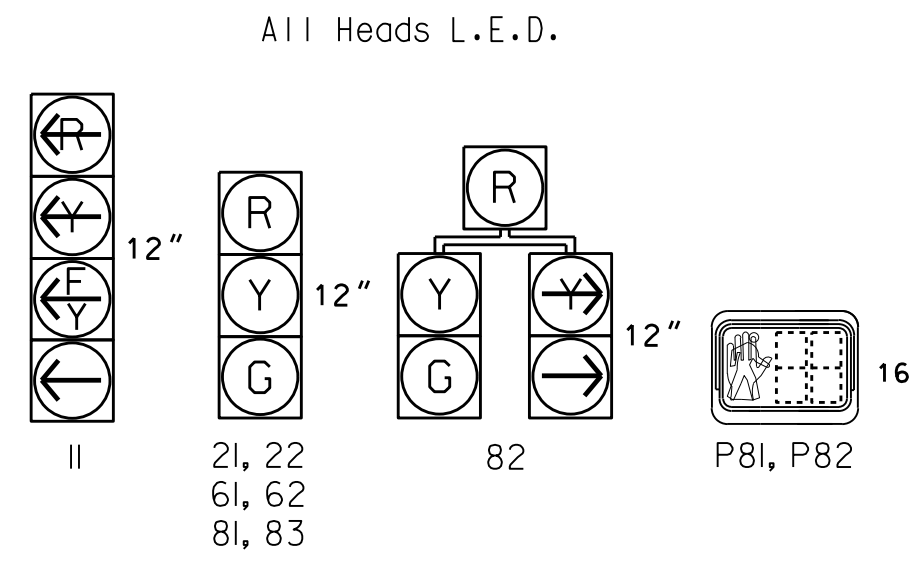 All Heads L.E.D.
R
Y
F
Y
12"
11
R
Y
G
12"
21, 22
61, 62
81, 83
R
Y
G
Y
12"
82
16
P81, P82